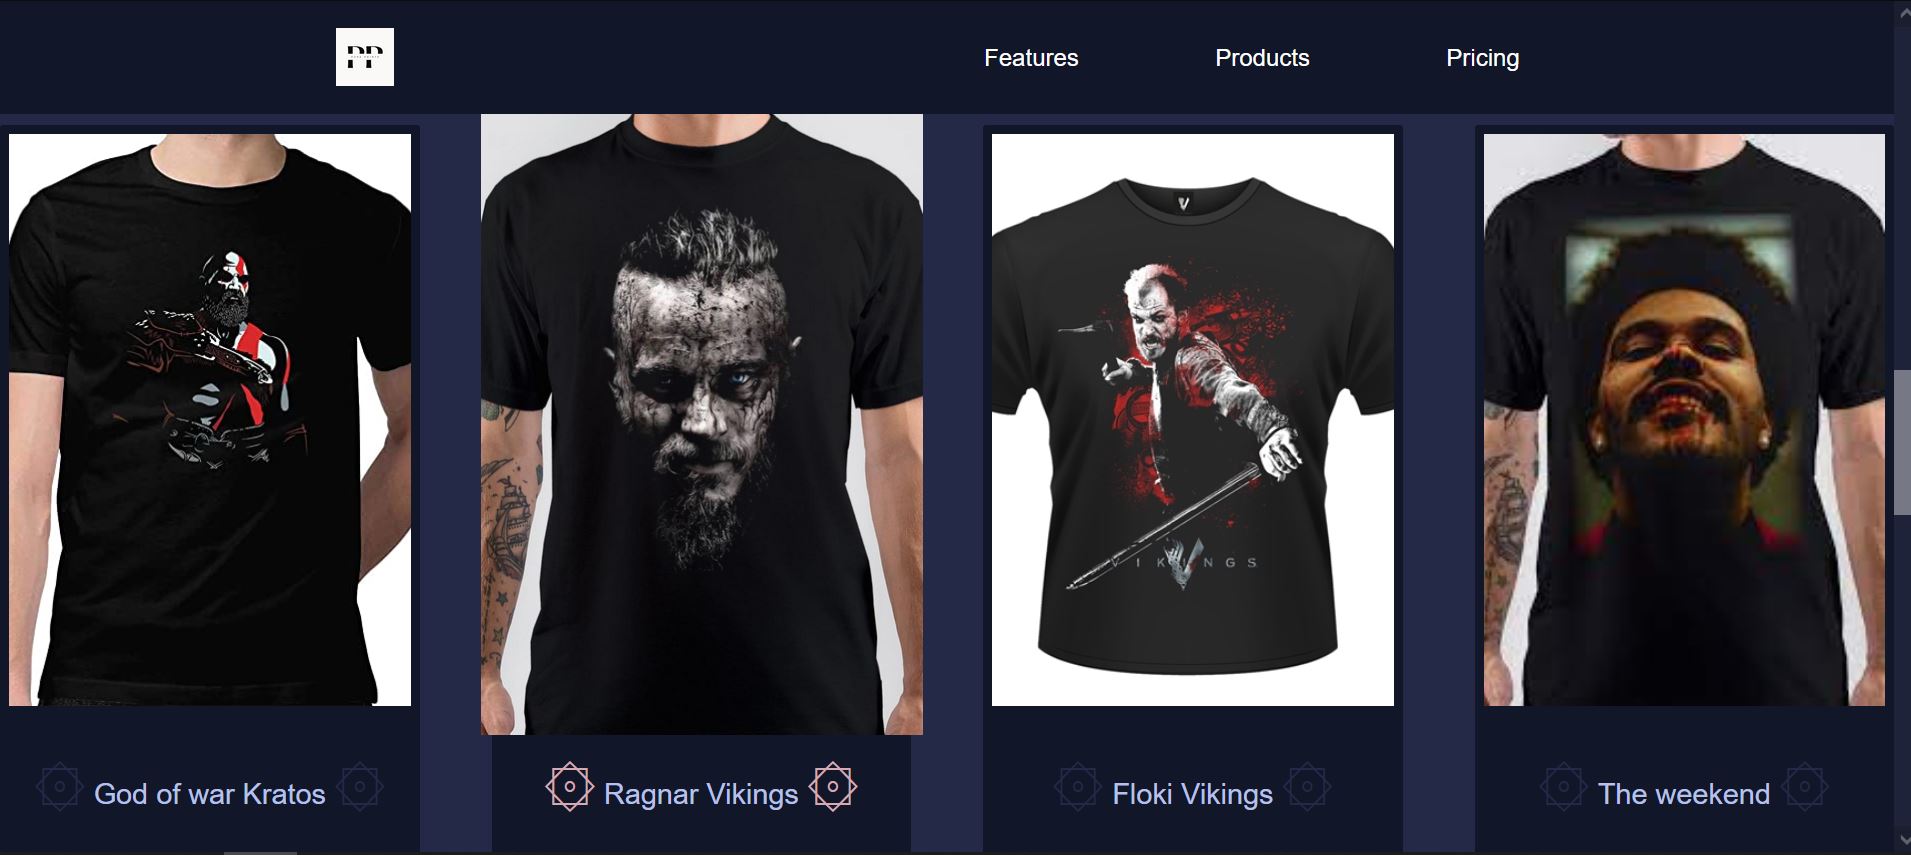 PP
Features
Products
Pricing
VIKINGS
God of war Kratos
Ragnar Vikings
Floki Vikings
The weekend